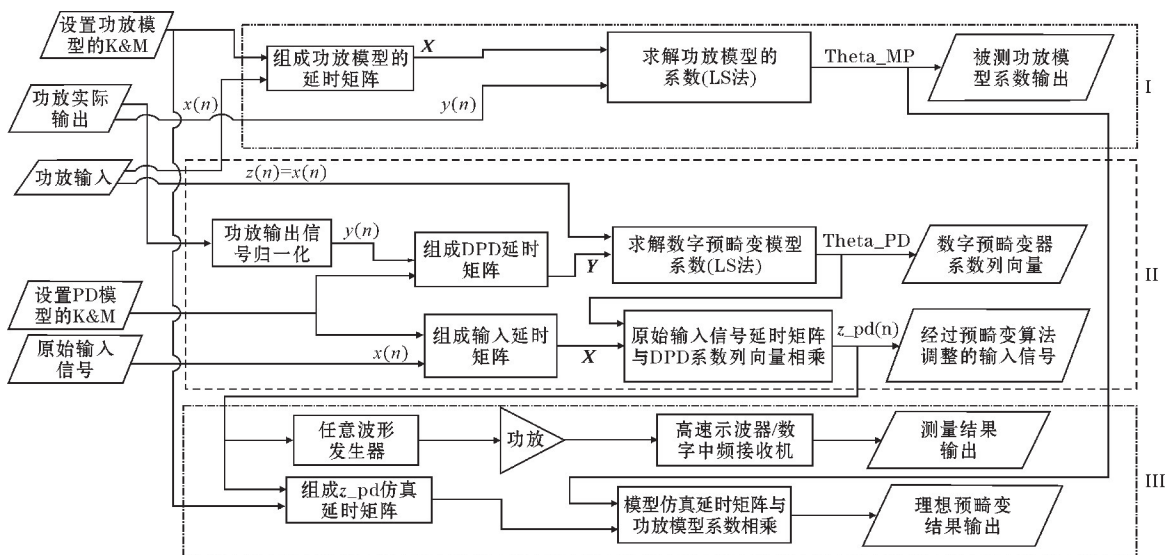 设置功放模
型的K&M
组成功放模型的
延时矩阵
X
求解功放模型的
系数(LS法)
Theta_MP
被测功放模
型系数输出
I
功放实际
输出
x(n)
y(n)
功放输入
z(n)=x(n)
功放输出信
号归一化
y(n)
组成DPD延时
矩阵
Y
求解数字预畸变模型
系数(LS法)
Theta_PD
数字预畸变器
系数列向量
II
设置PD模
型的K&M
原始输入
信号
x(n)
组成输入延时
矩阵
X
原始输入信号延时矩阵
与DPD系数列向量相乘
z_pd(n)
经过预畸变算法
调整的输入信号
任意波形
发生器
功放
高速示波器/数
字中频接收机
测量结果
输出
III
组成z_pd仿真
延时矩阵
模型仿真延时矩阵与
功放模型系数相乘
理想预畸变
结果输出